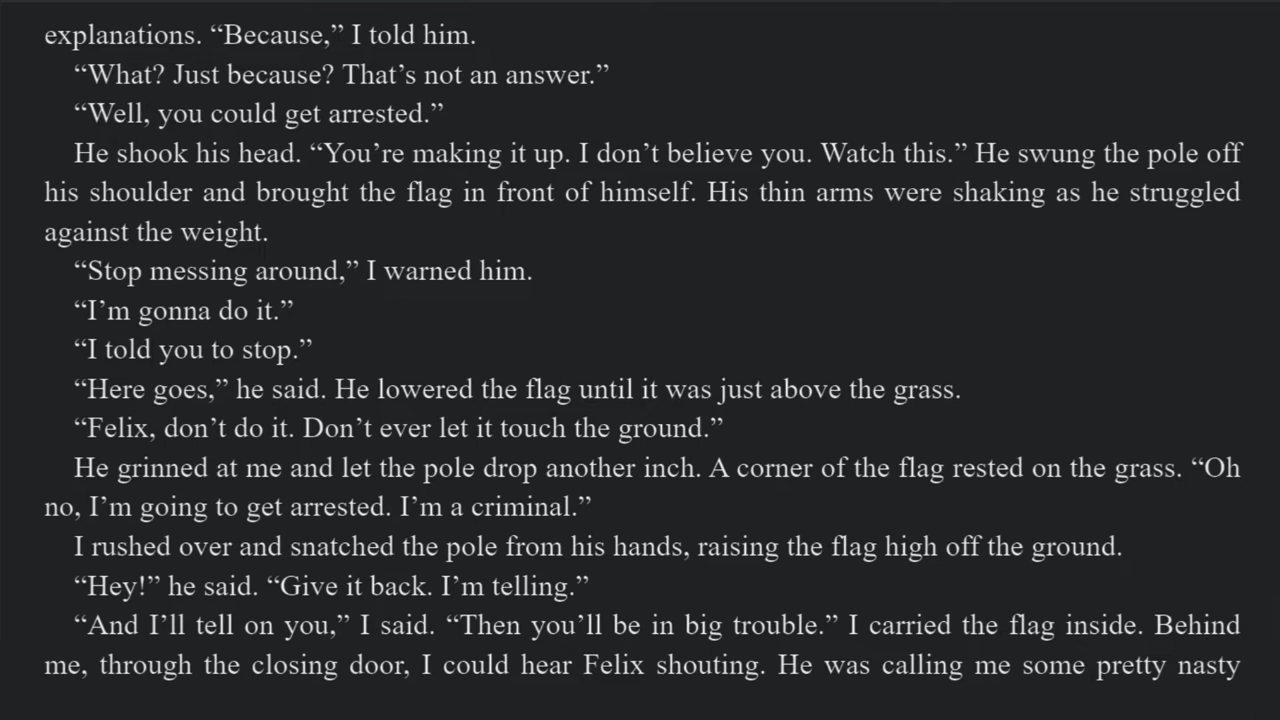 explanations. “Because,” I told him.
“What? Just because? That’s not an answer.”
“Well, you could get arrested.”
He shook his head. “You’re making it up. I don’t believe you. Watch this.” He swung the pole off
his shoulder and brought the flag in front of himself. His thin arms were shaking as he struggled
against the weight.
“Stop messing around,” I warned him.
“I’m gonna do it.”
“I told you to stop.”
“Here goes,” he said. He lowered the flag until it was just above the grass.
“Felix, don’t do it. Don’t ever let it touch the ground.”
He grinned at me and let the pole drop another inch. A corner of the flag rested on the grass. “Oh
no, I’m going to get arrested. I’m a criminal.”
I rushed over and snatched the pole from his hands, raising the flag high off the ground.
“Hey!” he said. “Give it back. I’m telling.”
“And I’ll tell on you,” I said. “Then you’ll be in big trouble.” I carried the flag inside. Behind
me, through the closing door, I could hear Felix shouting. He was calling me some pretty nasty